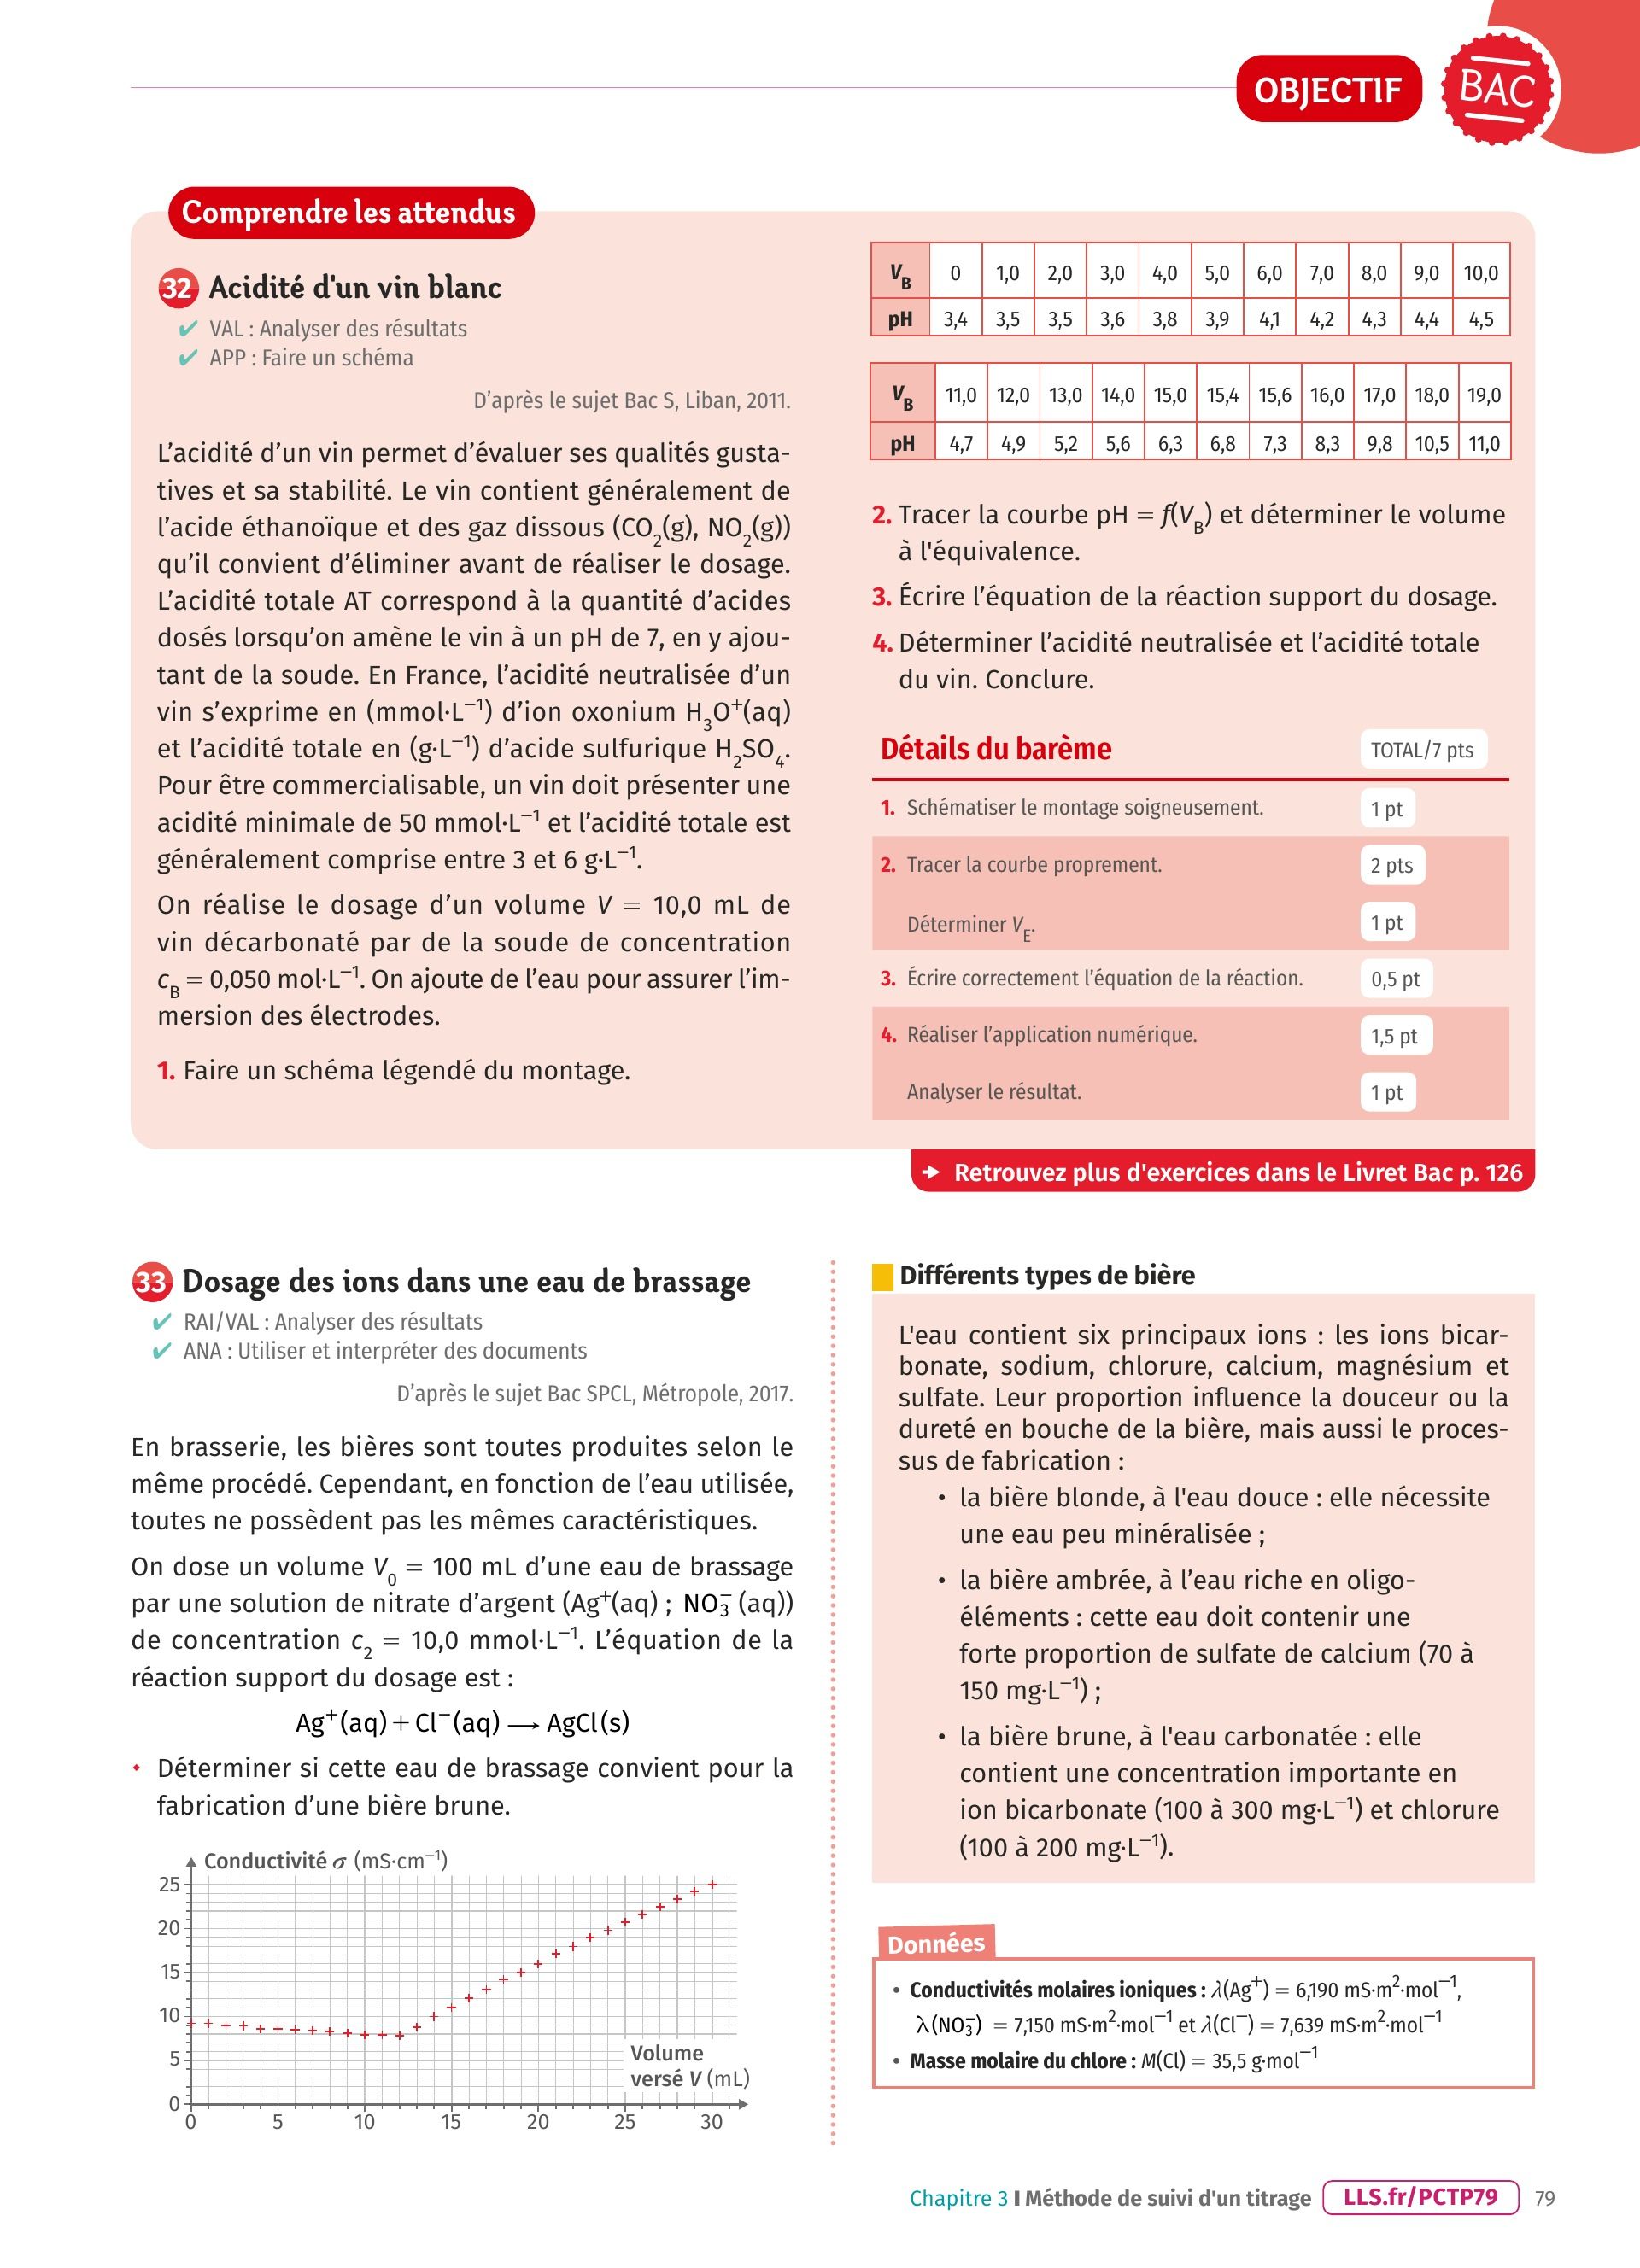 OBJECTIF
BAC
Comprendre les attendus
32 Acidité d'un vin blanc
✔ VAL : Analyser des résultats
✔ APP : Faire un schéma
D’après le sujet Bac S, Liban, 2011.
L’acidité d’un vin permet d’évaluer ses qualités gusta-
tives et sa stabilité. Le vin contient généralement de
l’acide éthanoïque et des gaz dissous (CO₂(g), NO₂(g))
qu’il convient d’éliminer avant de réaliser le dosage.
L’acidité totale AT correspond à la quantité d’acides
dosés lorsqu’on amène le vin à un pH de 7, en y ajou-
tant de la soude. En France, l’acidité neutralisée d’un
vin s’exprime en (mmol·L⁻¹) d’ion oxonium H₃O⁺(aq)
et l’acidité totale en (g·L⁻¹) d’acide sulfurique H₂SO₄.
Pour être commercialisable, un vin doit présenter une
acidité minimale de 50 mmol·L⁻¹ et l’acidité totale est
généralement comprise entre 3 et 6 g·L⁻¹.
On réalise le dosage d’un volume V = 10,0 mL de
vin décarbonaté par de la soude de concentration
c_B = 0,050 mol·L⁻¹. On ajoute de l’eau pour assurer l’im-
mersion des électrodes.
1. Faire un schéma légendé du montage.
V_B 0 1,0 2,0 3,0 4,0 5,0 6,0 7,0 8,0 9,0 10,0
pH 3,4 3,5 3,5 3,6 3,8 3,9 4,1 4,2 4,3 4,4 4,5
V_B 11,0 12,0 13,0 14,0 15,0 15,4 15,6 16,0 17,0 18,0 19,0
pH 4,7 4,9 5,2 5,6 6,3 6,8 7,3 8,3 9,8 10,5 11,0
2. Tracer la courbe pH = f(V_B) et déterminer le volume
à l'équivalence.
3. Écrire l’équation de la réaction support du dosage.
4. Déterminer l’acidité neutralisée et l’acidité totale
du vin. Conclure.
Détails du barème TOTAL/7 pts
1. Schématiser le montage soigneusement. 1 pt
2. Tracer la courbe proprement. 2 pts
Déterminer V_E. 1 pt
3. Écrire correctement l’équation de la réaction. 0,5 pt
4. Réaliser l’application numérique. 1,5 pt
Analyser le résultat. 1 pt
Retrouvez plus d'exercices dans le Livret Bac p. 126
33 Dosage des ions dans une eau de brassage
✔ RAI/VAL : Analyser des résultats
✔ ANA : Utiliser et interpréter des documents
D’après le sujet Bac SPCL, Métropole, 2017.
En brasserie, les bières sont toutes produites selon le
même procédé. Cependant, en fonction de l’eau utilisée,
toutes ne possèdent pas les mêmes caractéristiques.
On dose un volume V₀ = 100 mL d’une eau de brassage
par une solution de nitrate d’argent (Ag⁺(aq) ; NO₃⁻ (aq))
de concentration c₂ = 10,0 mmol·L⁻¹. L’équation de la
réaction support du dosage est :
Ag⁺(aq) + Cl⁻(aq) ⟶ AgCl(s)
• Déterminer si cette eau de brassage convient pour la
fabrication d’une bière brune.
Conductivité σ (mS·cm⁻¹)
25
20
15
10
5
0
0 5 10 15 20 25 30
Volume
versé V (mL)
Différents types de bière
L'eau contient six principaux ions : les ions bicar-
bonate, sodium, chlorure, calcium, magnésium et
sulfate. Leur proportion influence la douceur ou la
dureté en bouche de la bière, mais aussi le proces-
sus de fabrication :
• la bière blonde, à l'eau douce : elle nécessite
une eau peu minéralisée ;
• la bière ambrée, à l’eau riche en oligo-
éléments : cette eau doit contenir une
forte proportion de sulfate de calcium (70 à
150 mg·L⁻¹) ;
• la bière brune, à l'eau carbonatée : elle
contient une concentration importante en
ion bicarbonate (100 à 300 mg·L⁻¹) et chlorure
(100 à 200 mg·L⁻¹).
Données
• Conductivités molaires ioniques : λ(Ag⁺) = 6,190 mS·m²·mol⁻¹,
λ(NO₃⁻) = 7,150 mS·m²·mol⁻¹ et λ(Cl⁻) = 7,639 mS·m²·mol⁻¹
• Masse molaire du chlore : M(Cl) = 35,5 g·mol⁻¹
Chapitre 3 I Méthode de suivi d'un titrage LLS.fr/PCTP79 79